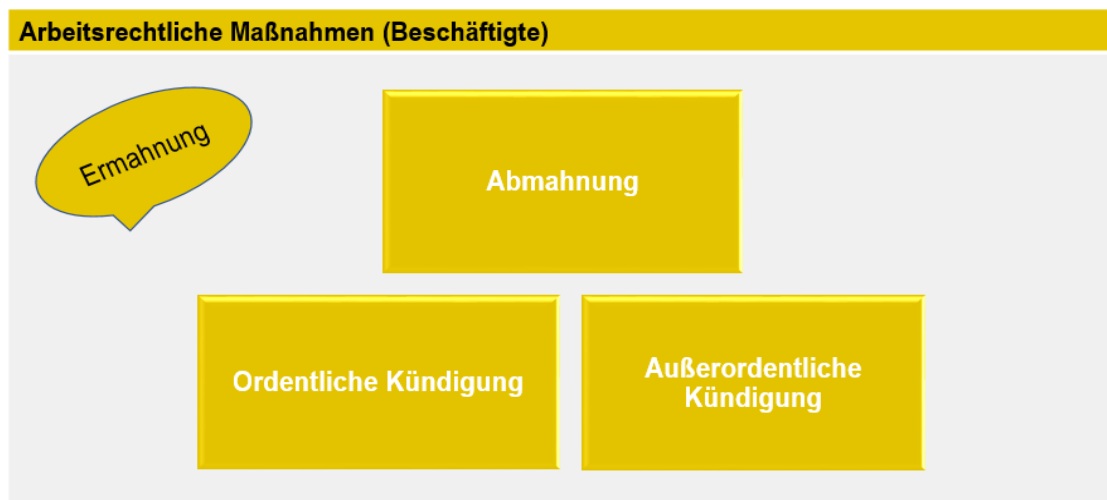 Arbeitsrechtliche Maßnahmen (Beschäftigte)
Ermahnung
Abmahnung
Ordentliche Kündigung
Außerordentliche
Kündigung